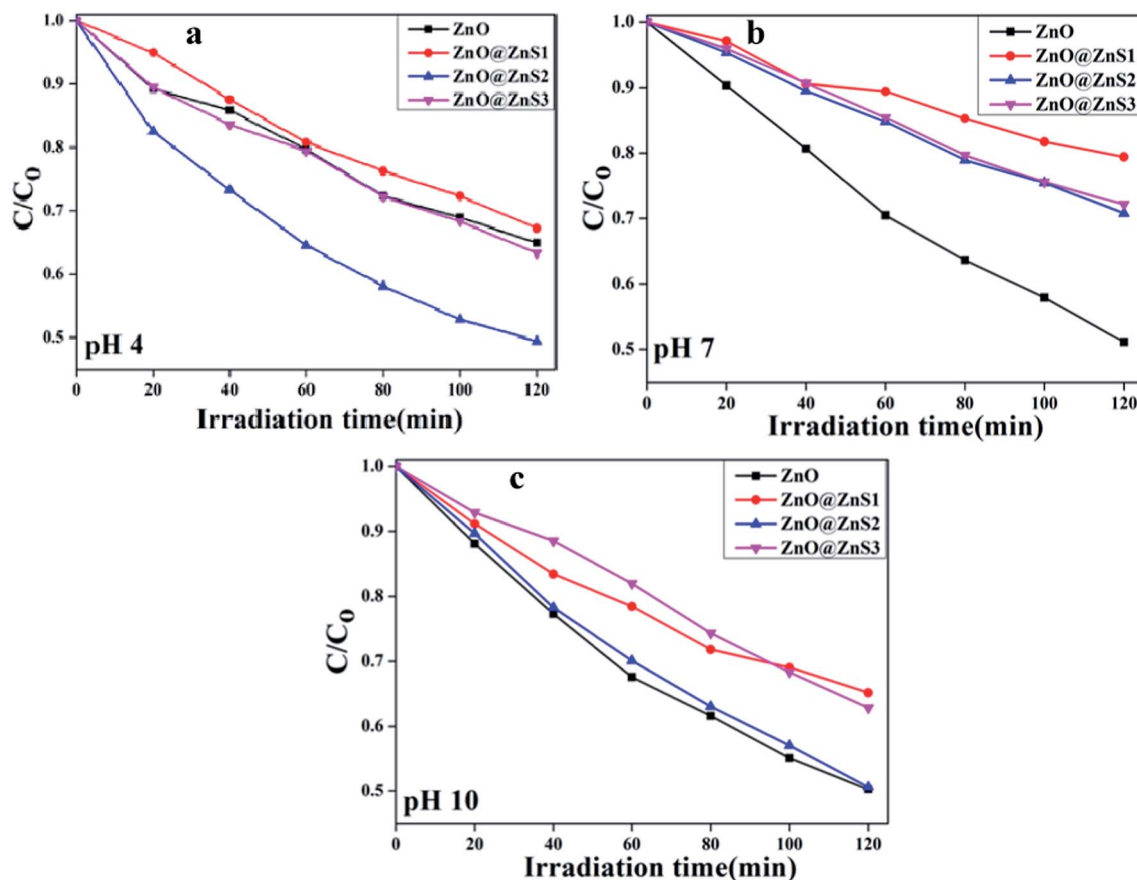 a
ZnO
ZnO@ZnS1
ZnO@ZnS2
ZnO@ZnS3
1.0
0.9
0.8
0.7
0.6
0.5
C/C0
pH 4
0 20 40 60 80 100 120
Irradiation time(min)
b
ZnO
ZnO@ZnS1
ZnO@ZnS2
ZnO@ZnS3
1.0
0.9
0.8
0.7
0.6
0.5
C/C0
pH 7
0 20 40 60 80 100 120
Irradiation time(min)
c
ZnO
ZnO@ZnS1
ZnO@ZnS2
ZnO@ZnS3
1.0
0.9
0.8
0.7
0.6
0.5
C/C0
pH 10
0 20 40 60 80 100 120
Irradiation time(min)